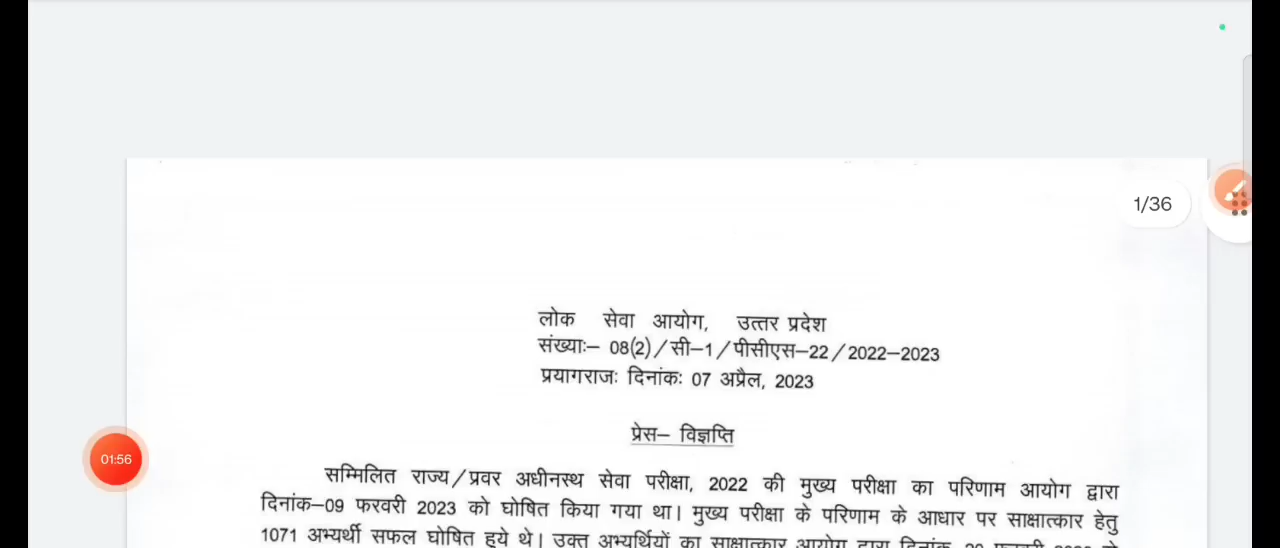 1/36
लोक सेवा आयोग, उत्तर प्रदेश
संख्याः– 08(2)/सी–1/पीसीएस–22/2022–2023
प्रयागराजः दिनांकः 07 अप्रैल, 2023
प्रेस– विज्ञप्ति
01:56
सम्मिलित राज्य/प्रवर अधीनस्थ सेवा परीक्षा, 2022 की मुख्य परीक्षा का परिणाम आयोग द्वारा
दिनांक–09 फरवरी 2023 को घोषित किया गया था। मुख्य परीक्षा के परिणाम के आधार पर साक्षात्कार हेतु
1071 अभ्यर्थी सफल घोषित हुये थे। उक्त अभ्यर्थियों का साक्षात्कार आयोग द्वारा दिनांक